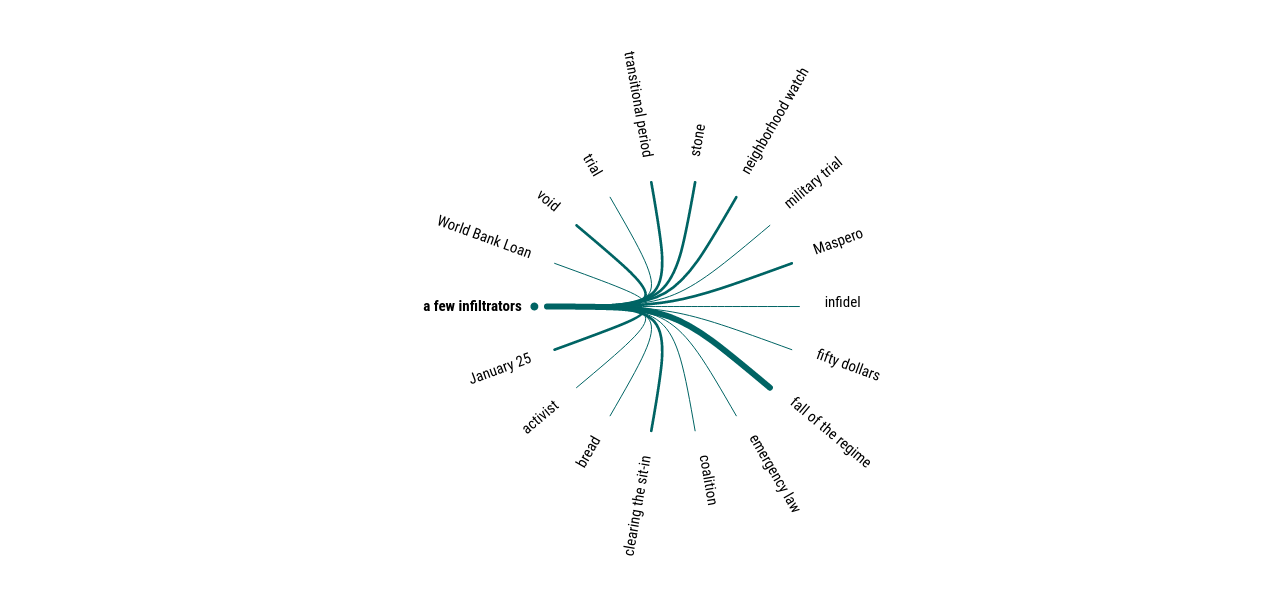 transitional period
stone
neighborhood watch
trial
military trial
void
World Bank Loan
Maspero
a few infiltrators
infidel
January 25
fifty dollars
activist
fall of the regime
bread
emergency law
clearing the sit-in
coalition